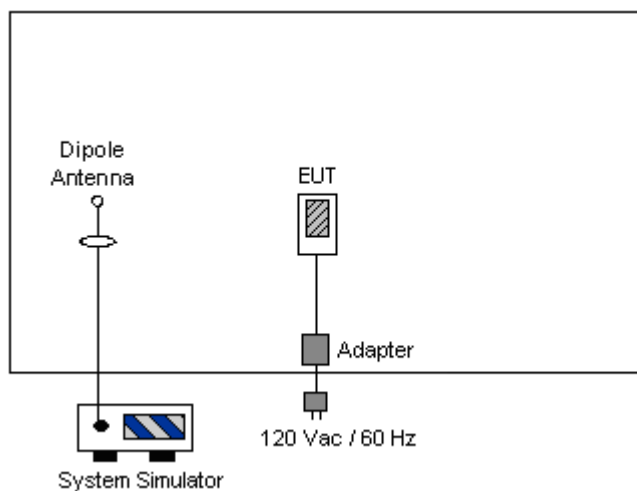 Dipole
Antenna
EUT
Adapter
120 Vac / 60 Hz
System Simulator